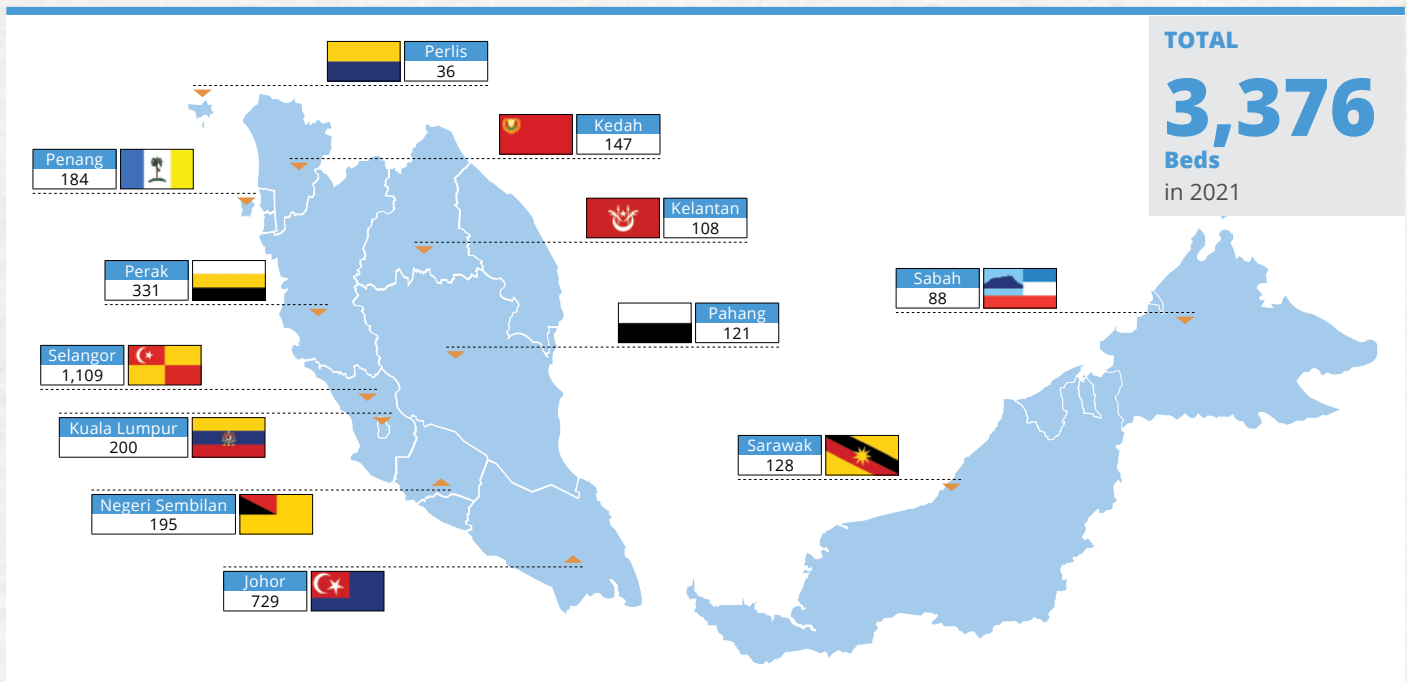 TOTAL
3,376
Beds
in 2021
Perlis
36
Kedah
147
Penang
184
Kelantan
108
Perak
331
Sabah
88
Pahang
121
Selangor
1,109
Kuala Lumpur
200
Sarawak
128
Negeri Sembilan
195
Johor
729